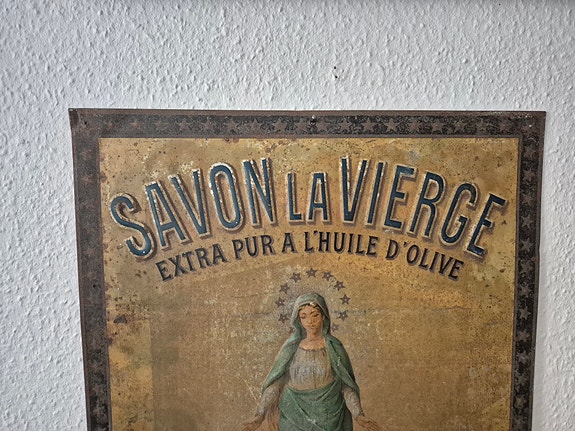 SAVON LA VIERGE
EXTRA PUR A L'HUILE D'OLIVE